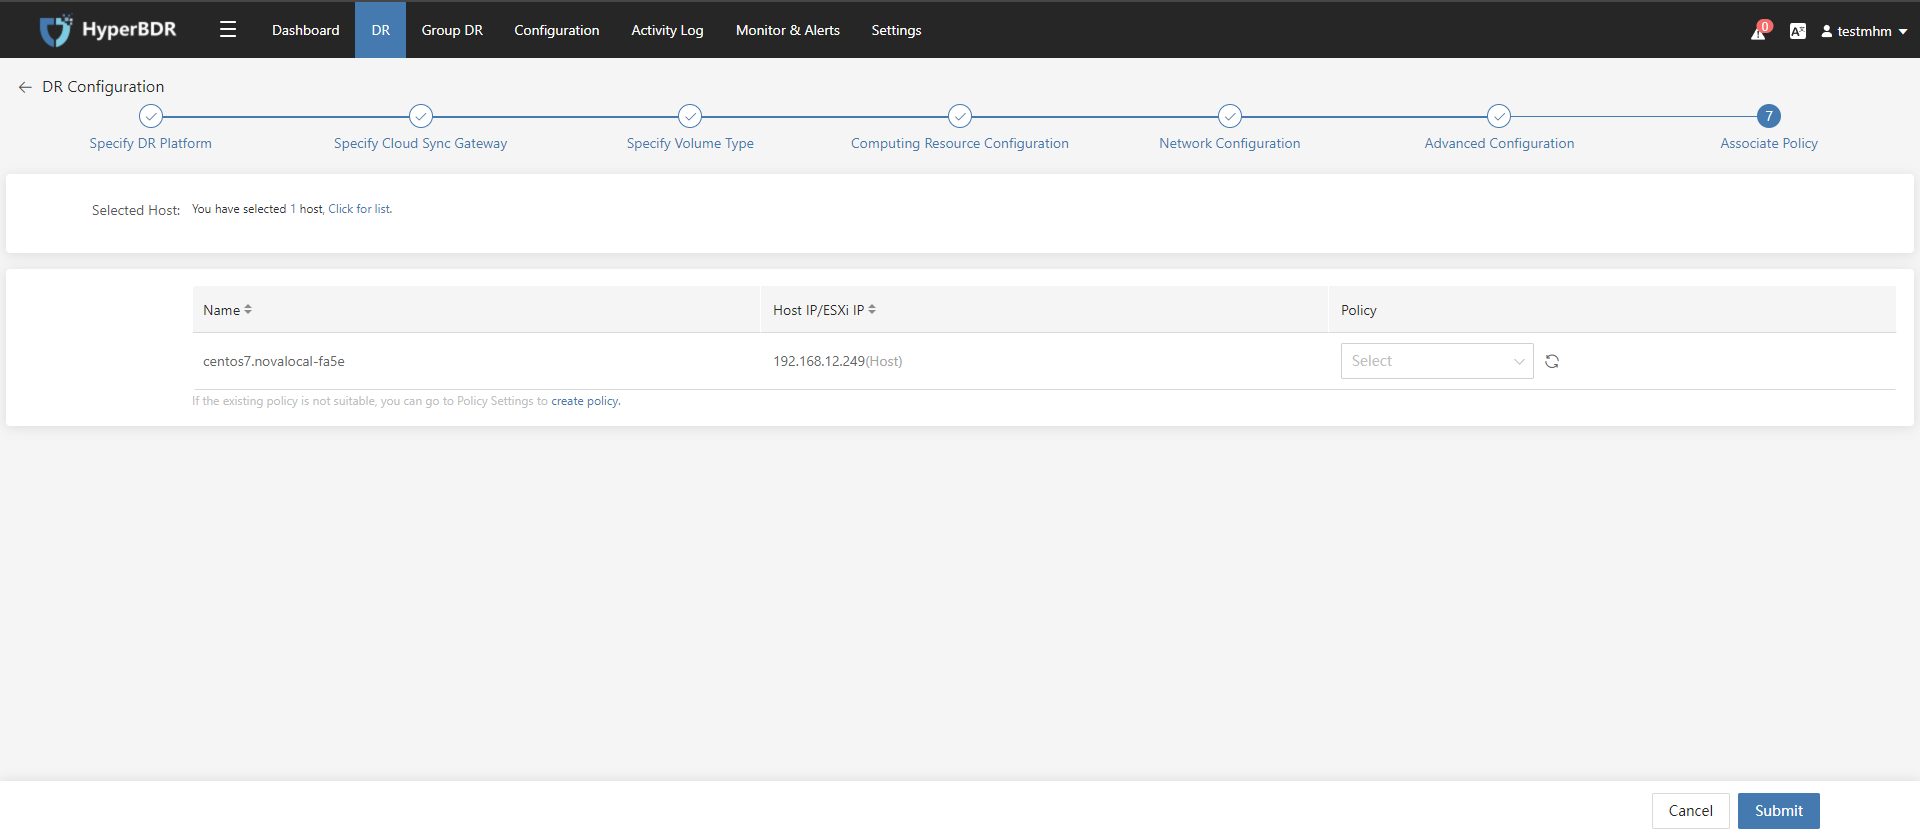 HyperBDR
Dashboard DR Group DR Configuration Activity Log Monitor & Alerts Settings
0
testmhm
DR Configuration
7
Specify DR Platform Specify Cloud Sync Gateway Specify Volume Type Computing Resource Configuration Network Configuration Advanced Configuration Associate Policy
Selected Host: You have selected 1 host, Click for list.
Name Host IP/ESXi IP Policy
centos7.novalocal-fa5e 192.168.12.249(Host) Select
If the existing policy is not suitable, you can go to Policy Settings to create policy.
Cancel Submit